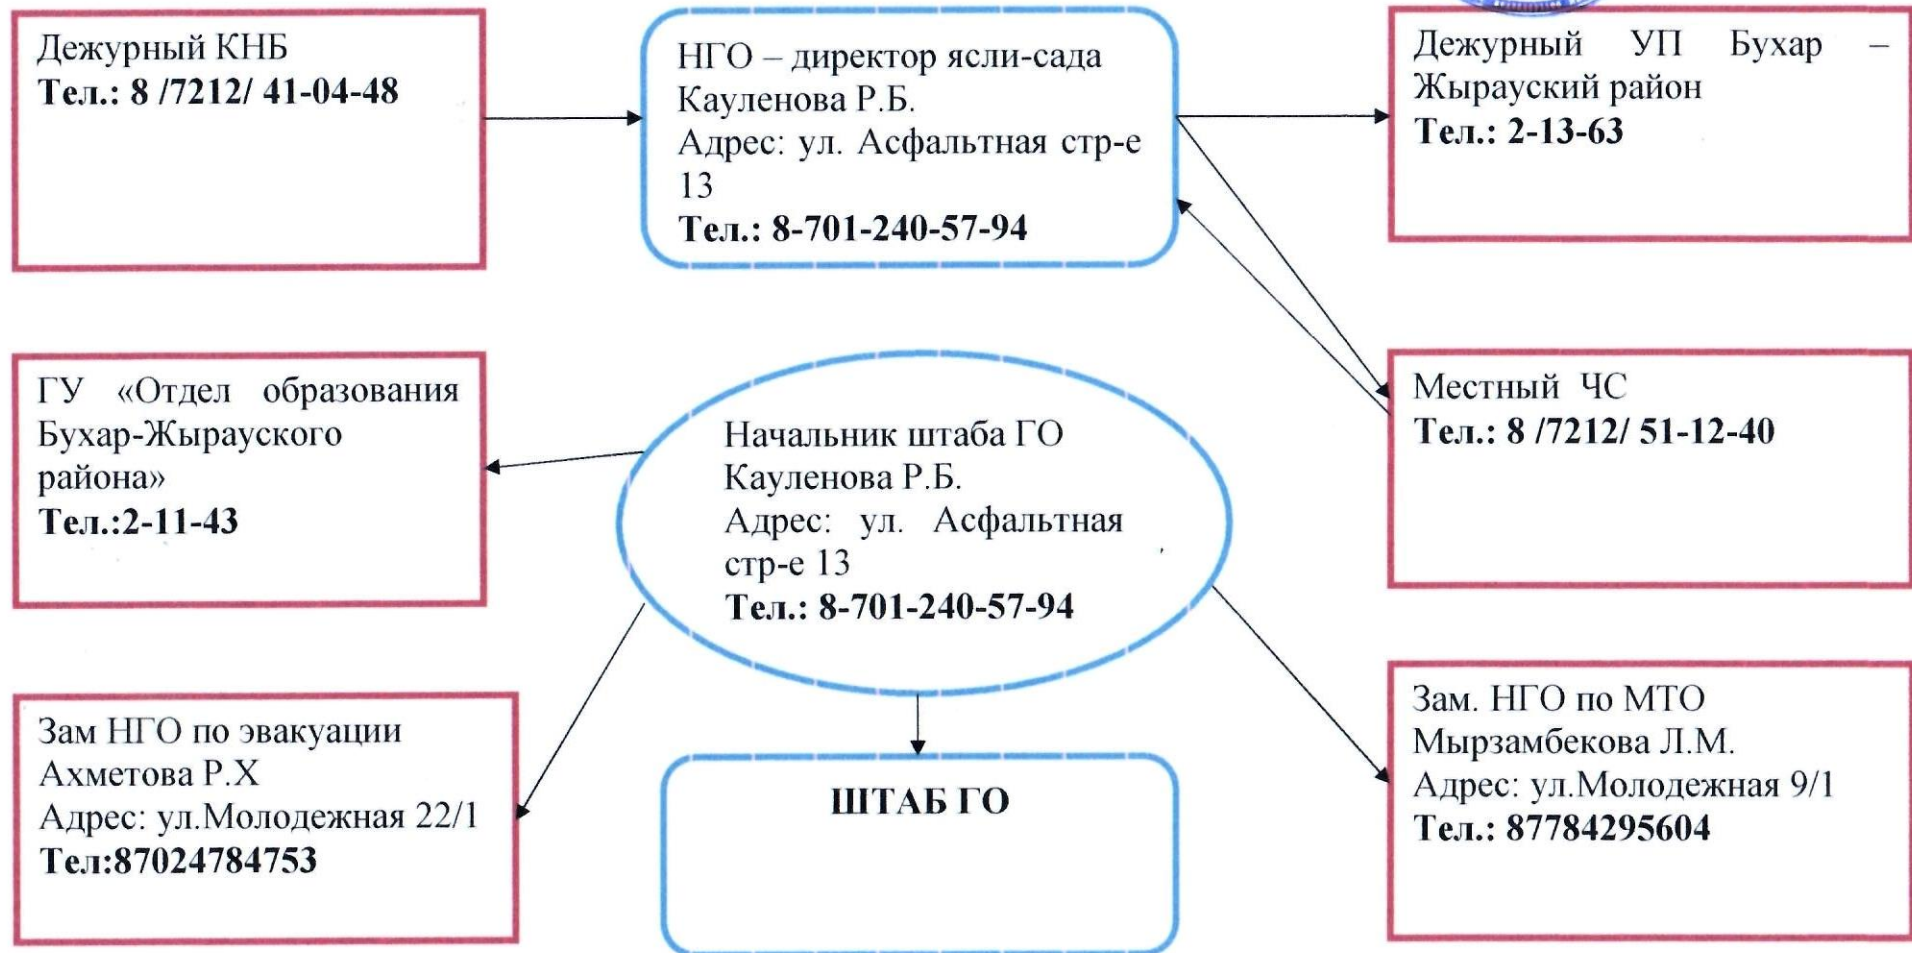 Дежурный КНБ
Тел.: 8 /7212/ 41-04-48
НГО – директор ясли-сада
Кауленова Р.Б.
Адрес: ул. Асфальтная стр-е
13
Тел.: 8-701-240-57-94
Дежурный УП Бухар –
Жырауский район
Тел.: 2-13-63
ГУ «Отдел образования
Бухар-Жырауского
района»
Тел.:2-11-43
Начальник штаба ГО
Кауленова Р.Б.
Адрес: ул. Асфальтная
стр-е 13
Тел.: 8-701-240-57-94
Местный ЧС
Тел.: 8 /7212/ 51-12-40
Зам НГО по эвакуации
Ахметова Р.Х
Адрес: ул.Молодежная 22/1
Тел:87024784753
ШТАБ ГО
Зам. НГО по МТО
Мырзамбекова Л.М.
Адрес: ул.Молодежная 9/1
Тел.: 87784295604